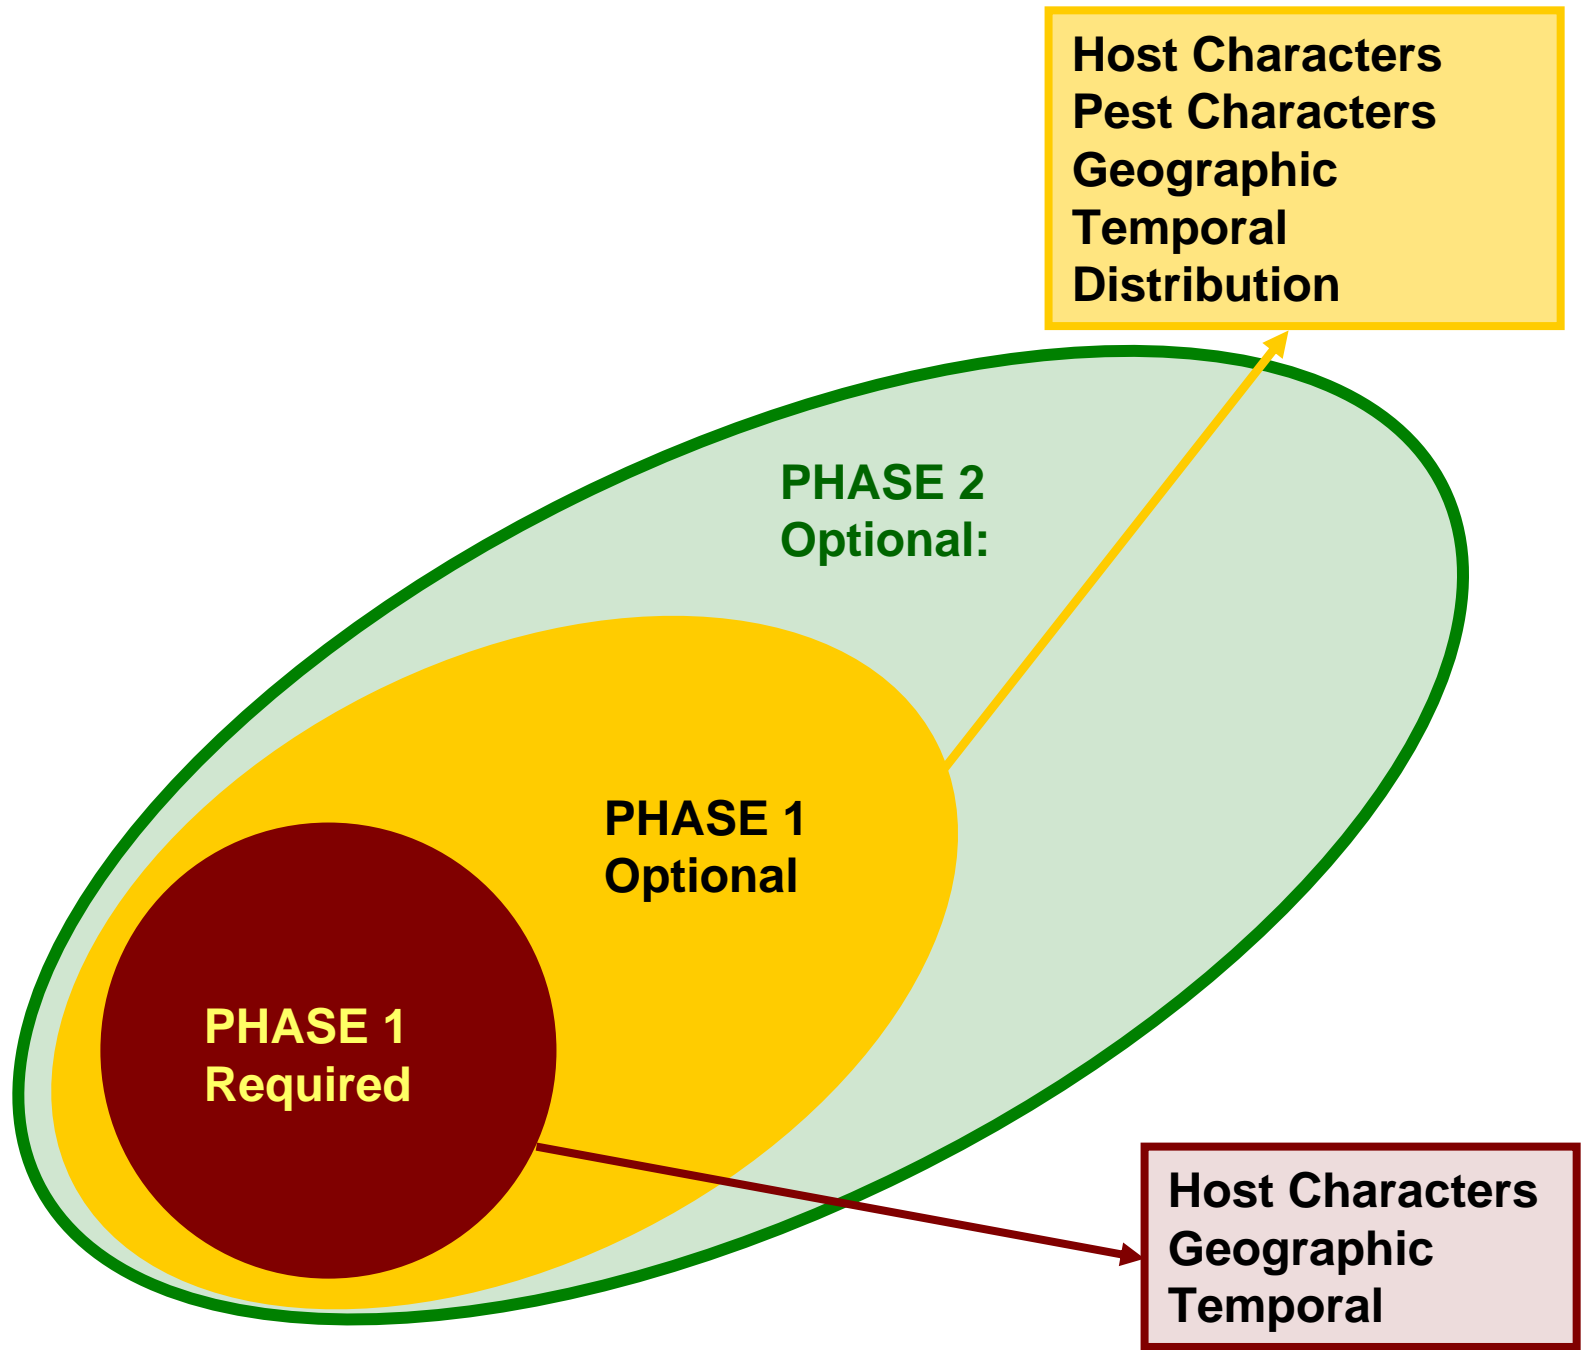 Host Characters
Pest Characters
Geographic
Temporal
Distribution
PHASE 2
Optional:
PHASE 1
Optional
PHASE 1
Required
Host Characters
Geographic
Temporal